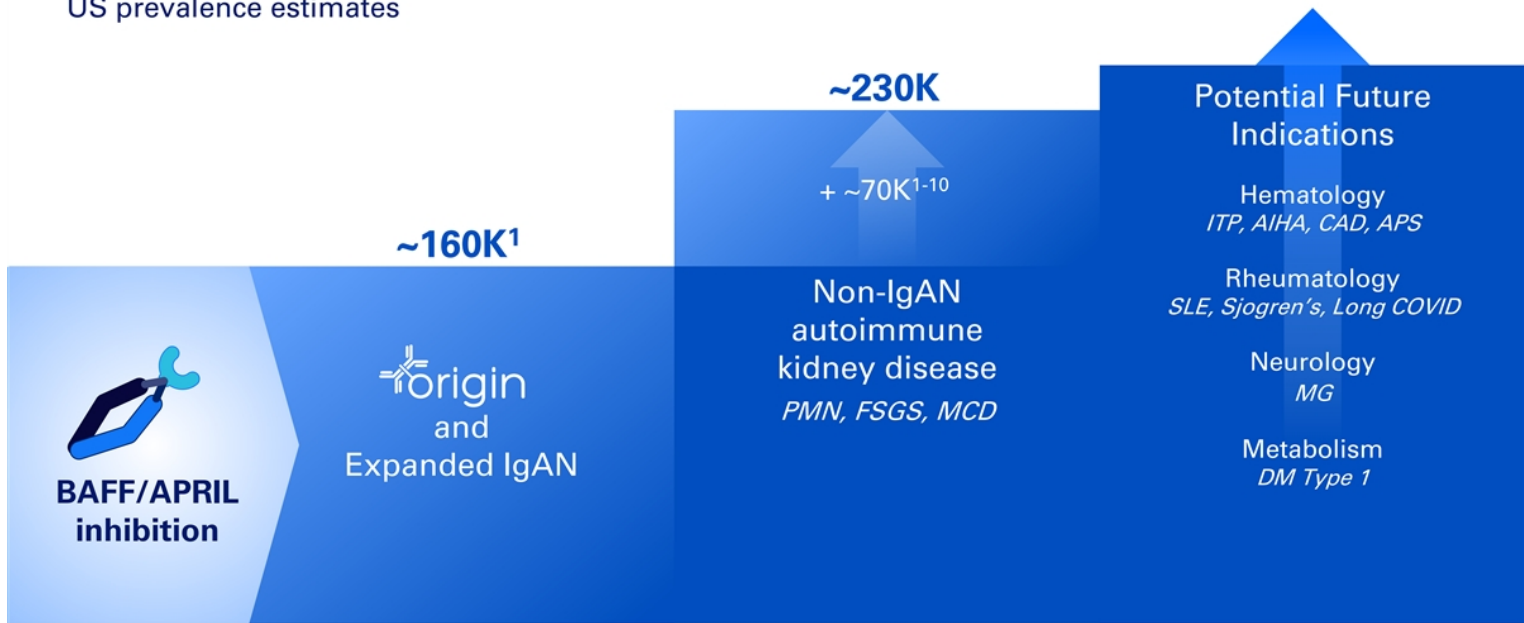 US prevalence estimates
BAFF/APRIL
inhibition
~160K¹
origin
and
Expanded IgAN
~230K
+ ~70K¹⁻¹⁰
Non-IgAN
autoimmune
kidney disease
PMN, FSGS, MCD
Potential Future
Indications
Hematology
ITP, AIHA, CAD, APS
Rheumatology
SLE, Sjogren's, Long COVID
Neurology
MG
Metabolism
DM Type 1